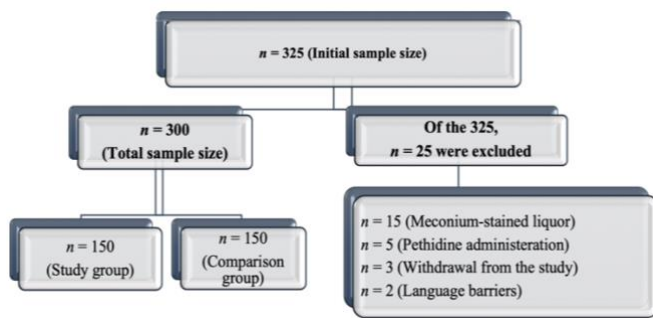 n = 325 (Initial sample size)
n = 300
(Total sample size)
Of the 325,
n = 25 were excluded
n = 150
(Study group)
n = 150
(Comparison
group)
n = 15 (Meconium-stained liquor)
n = 5 (Pethidine administeration)
n = 3 (Withdrawal from the study)
n = 2 (Language barriers)